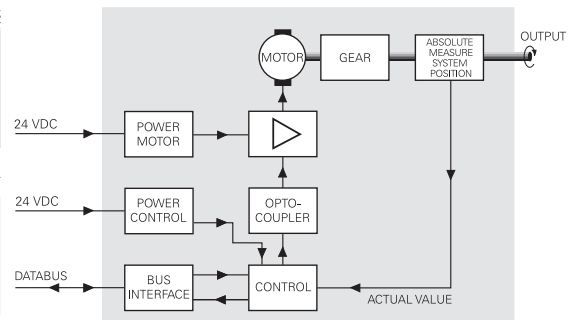 OUTPUT
MOTOR
GEAR
ABSOLUTE
MEASURE
SYSTEM
POSITION
24 VDC
POWER
MOTOR
24 VDC
POWER
CONTROL
OPTO-
COUPLER
DATABUS
BUS
INTERFACE
CONTROL
ACTUAL VALUE